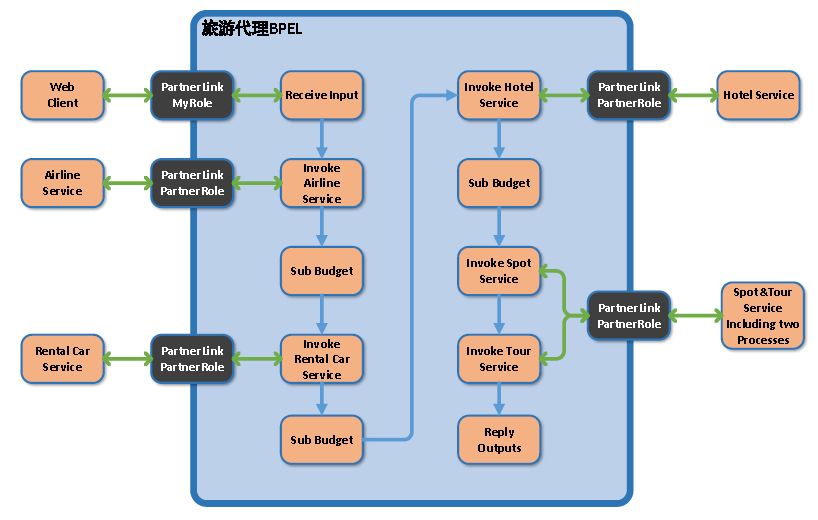 旅游代理BPEL
Web
Client
PartnerLink
MyRole
Receive Input
Invoke Hotel
Service
PartnerLink
PartnerRole
Hotel Service
Airline
Service
PartnerLink
PartnerRole
Invoke
Airline
Service
Sub Budget
Sub Budget
Invoke Spot
Service
PartnerLink
PartnerRole
Spot&Tour
Service
Including two
Processes
Rental Car
Service
PartnerLink
PartnerRole
Invoke
Rental Car
Service
Invoke Tour
Service
Sub Budget
Reply
Outputs